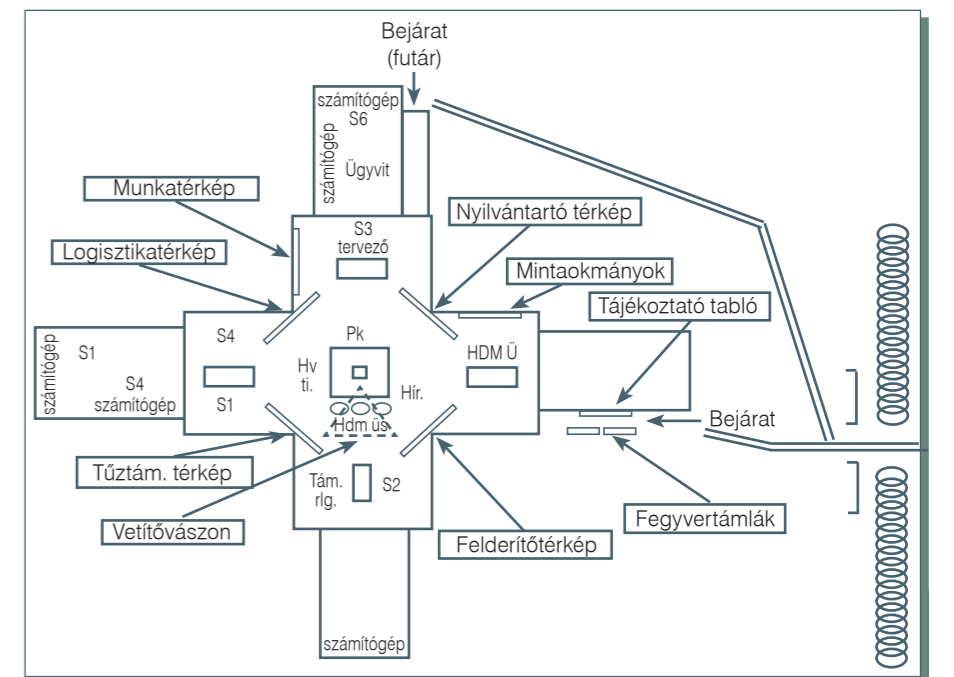 Bejárat
(futár)
számítógép
S6
számítógép
Ügyvit
Munkatérkép
Nyilvántartó térkép
S3
tervező
Logisztikatérkép
Mintaokmányok
Tájékoztató tabló
Pk
S4
HDM Ü
számítógép
S1
Hv
ti.
Hír.
S4
számítógép
S1
Hdm üs
Bejárat
Tűztám. térkép
Tám.
rlg.
S2
Fegyvertámlák
Vetítővászon
Felderítőtérkép
számítógép